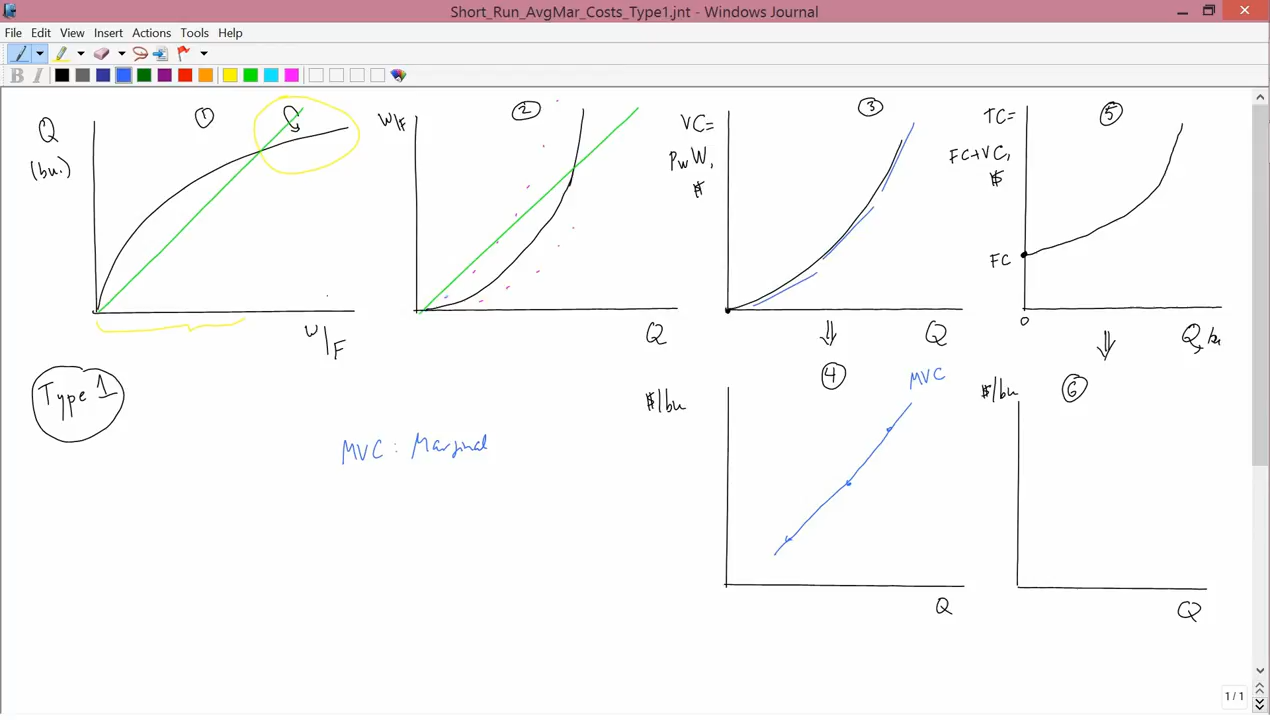 Short_Run_AvgMar_Costs_Type1.jnt - Windows Journal
File Edit View Insert Actions Tools Help
B I
Q
(bu.)
①
W/F
W/F
②
Q
VC=
PwW,
$
③
Q
TC=
FC+VC,
$
⑤
FC
0
Q, bu
Type 1
MVC: Marginal
$/bu
④
MVC
Q
$/bu
⑥
Q
1 / 1